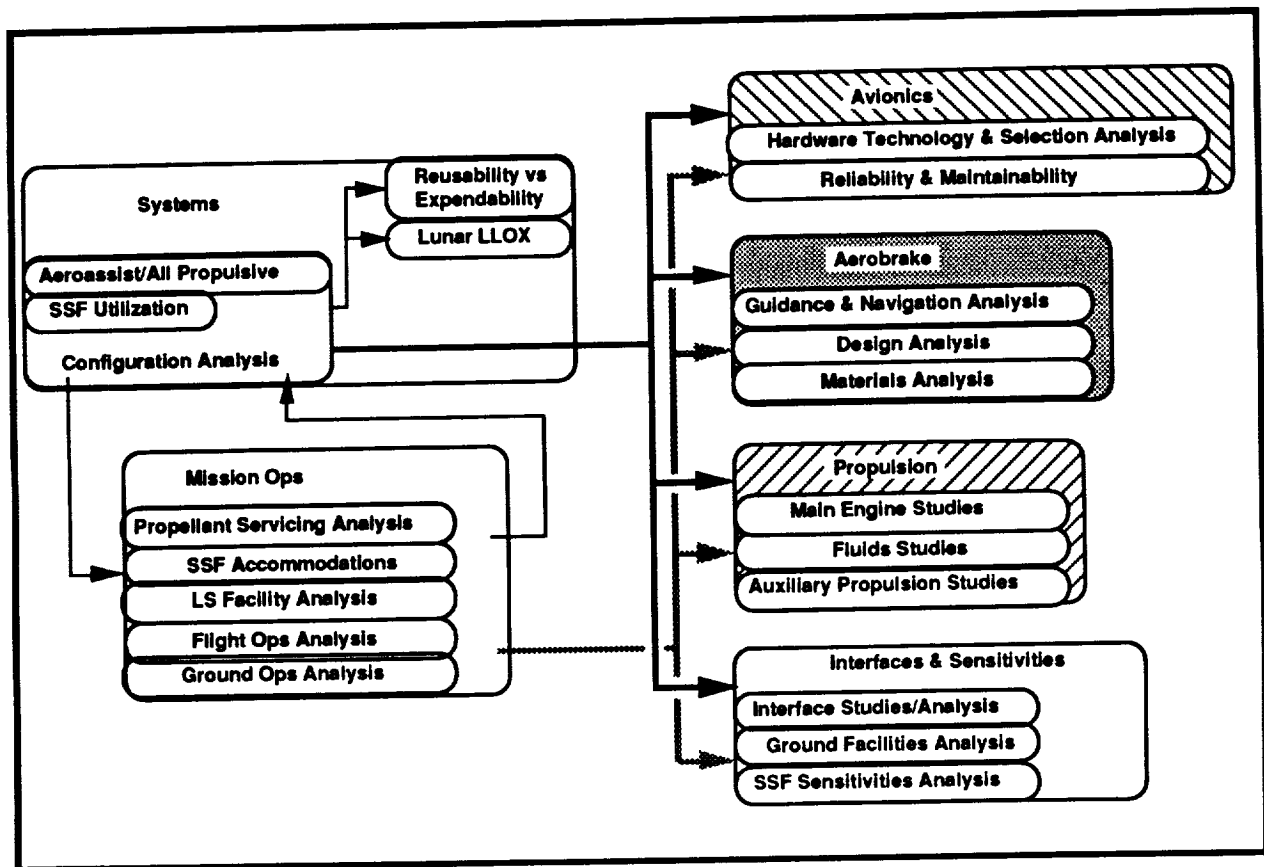 Systems
Reusability vs
Expendability
Lunar LLOX
Aeroassist/All Propulsive
SSF Utilization
Configuration Analysis
Mission Ops
Propellant Servicing Analysis
SSF Accommodations
LS Facility Analysis
Flight Ops Analysis
Ground Ops Analysis
Avionics
Hardware Technology & Selection Analysis
Reliability & Maintainability
Aerobrake
Guidance & Navigation Analysis
Design Analysis
Materials Analysis
Propulsion
Main Engine Studies
Fluids Studies
Auxiliary Propulsion Studies
Interfaces & Sensitivities
Interface Studies/Analysis
Ground Facilities Analysis
SSF Sensitivities Analysis